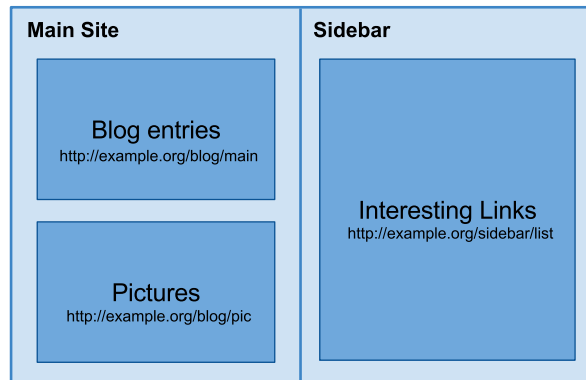 Main Site
Blog entries
http://example.org/blog/main
Pictures
http://example.org/blog/pic
Sidebar
Interesting Links
http://example.org/sidebar/list